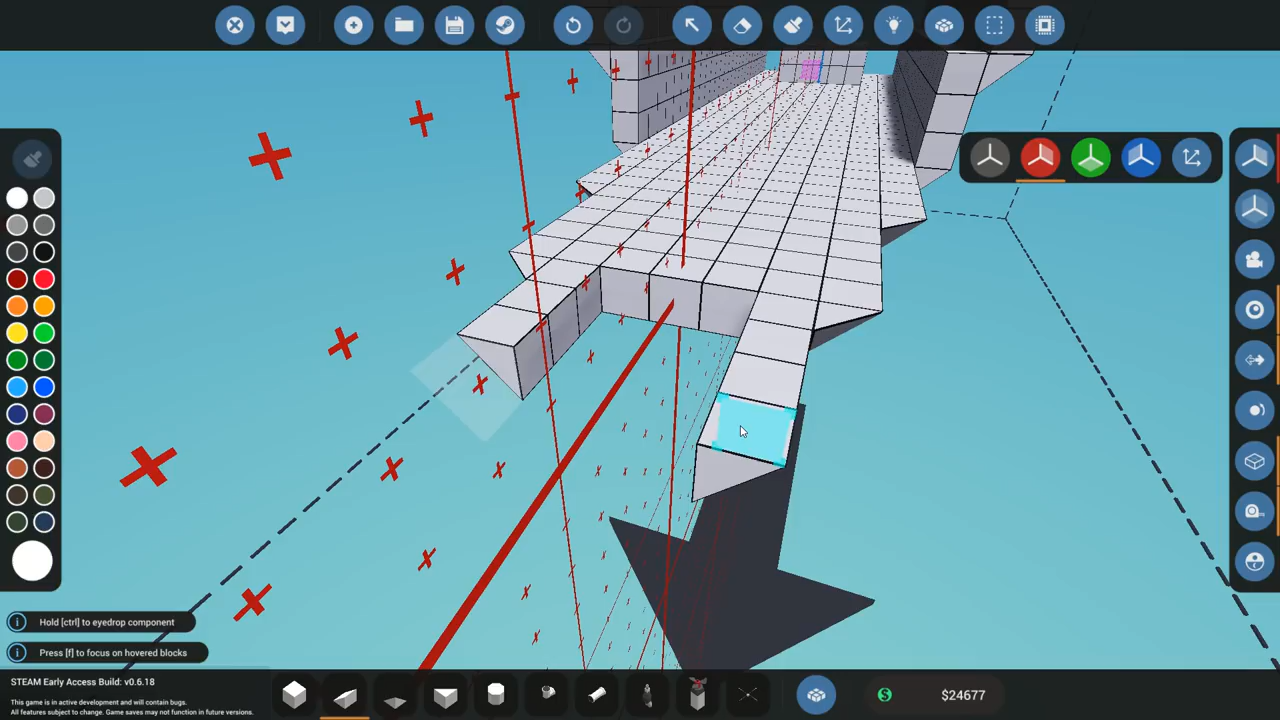 Hold [ctrl] to eyedrop component
Press [f] to focus on hovered blocks
STEAM Early Access Build: v0.6.18
This game is in active development and will contain bugs.
All features subject to change. Game saves may not function in future versions.
$24677